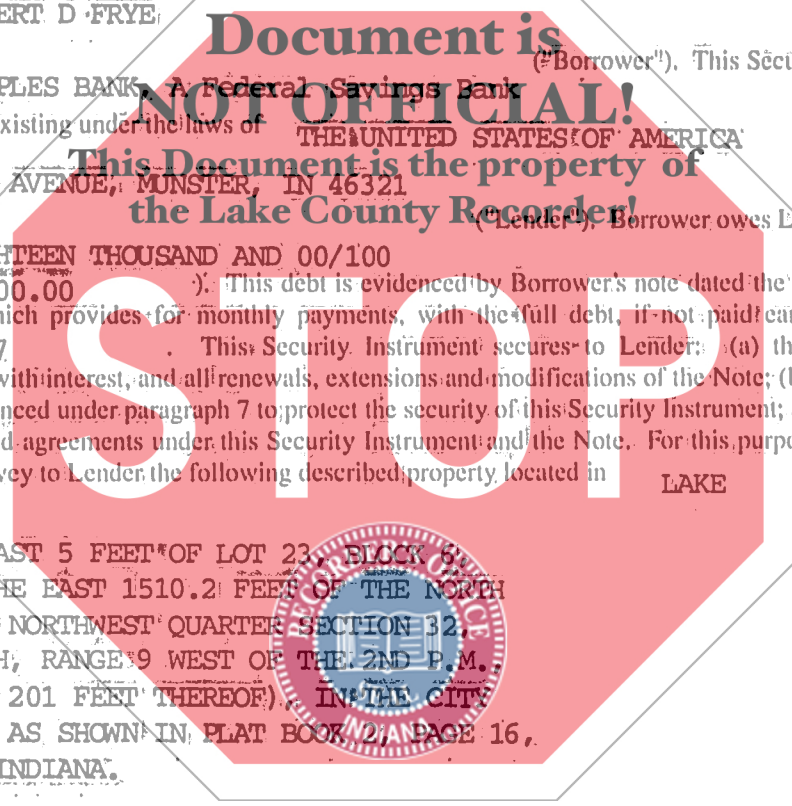 ERT D FRYE
Document is
("Borrower"). This Secu
PLES BANK, A Federal Savings Bank
NOT OFFICIAL!
xisting under the laws of THE UNITED STATES OF AMERICA
This Document is the property of
AVENUE, MUNSTER, IN 46321
the Lake County Recorder!
("Lender"). Borrower owes L
HTEEN THOUSAND AND 00/100
00.00 ). This debt is evidenced by Borrower's note dated the
hich provides for monthly payments, with the full debt, if not paid ear
7 . This Security Instrument secures to Lender: (a) th
with interest, and all renewals, extensions and modifications of the Note; (b
nced under paragraph 7 to protect the security of this Security Instrument;
d agreements under this Security Instrument and the Note. For this purpo
vey to Lender the following described property located in LAKE
STOP
AST 5 FEET OF LOT 23, BLOCK 6,
HE EAST 1510.2 FEET OF THE NORTH
NORTHWEST QUARTER SECTION 32,
H, RANGE 9 WEST OF THE 2ND P.M.,
201 FEET THEREOF), IN THE CITY
AS SHOWN IN PLAT BOOK 2, PAGE 16,
INDIANA.
RECORDER'S OFFICE
INDIANA